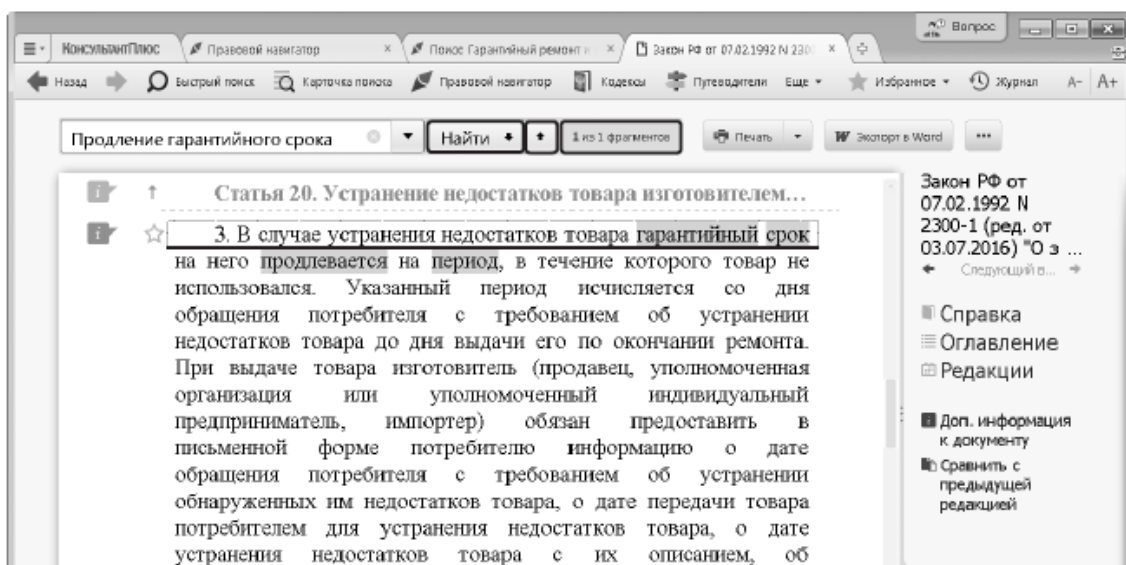 Вопрос
КонсультантПлюс
Правовой навигатор
Поиск Гарантийный ремонт и
Закон РФ от 07.02.1992 N 230
Назад
Быстрый поиск
Карточка поиска
Правовой навигатор
Кодексы
Путеводители
Еще
Избранное
Журнал
A- A+
Продление гарантийного срока
Найти
1 из 1 фрагментов
Печать
Экспорт в Word
Статья 20. Устранение недостатков товара изготовителем...
3. В случае устранения недостатков товара гарантийный срок
на него продлевается на период, в течение которого товар не
использовался. Указанный период исчисляется со дня
обращения потребителя с требованием об устранении
недостатков товара до дня выдачи его по окончании ремонта.
При выдаче товара изготовитель (продавец, уполномоченная
организация или уполномоченный индивидуальный
предприниматель, импортер) обязан предоставить в
письменной форме потребителю информацию о дате
обращения потребителя с требованием об устранении
обнаруженных им недостатков товара, о дате передачи товара
потребителем для устранения недостатков товара, о дате
устранения недостатков товара с их описанием, об
Закон РФ от
07.02.1992 N
2300-1 (ред. от
03.07.2016) "О з ...
Следующий в...
Справка
Оглавление
Редакции
Доп. информация
к документу
Сравнить с
предыдущей
редакцией